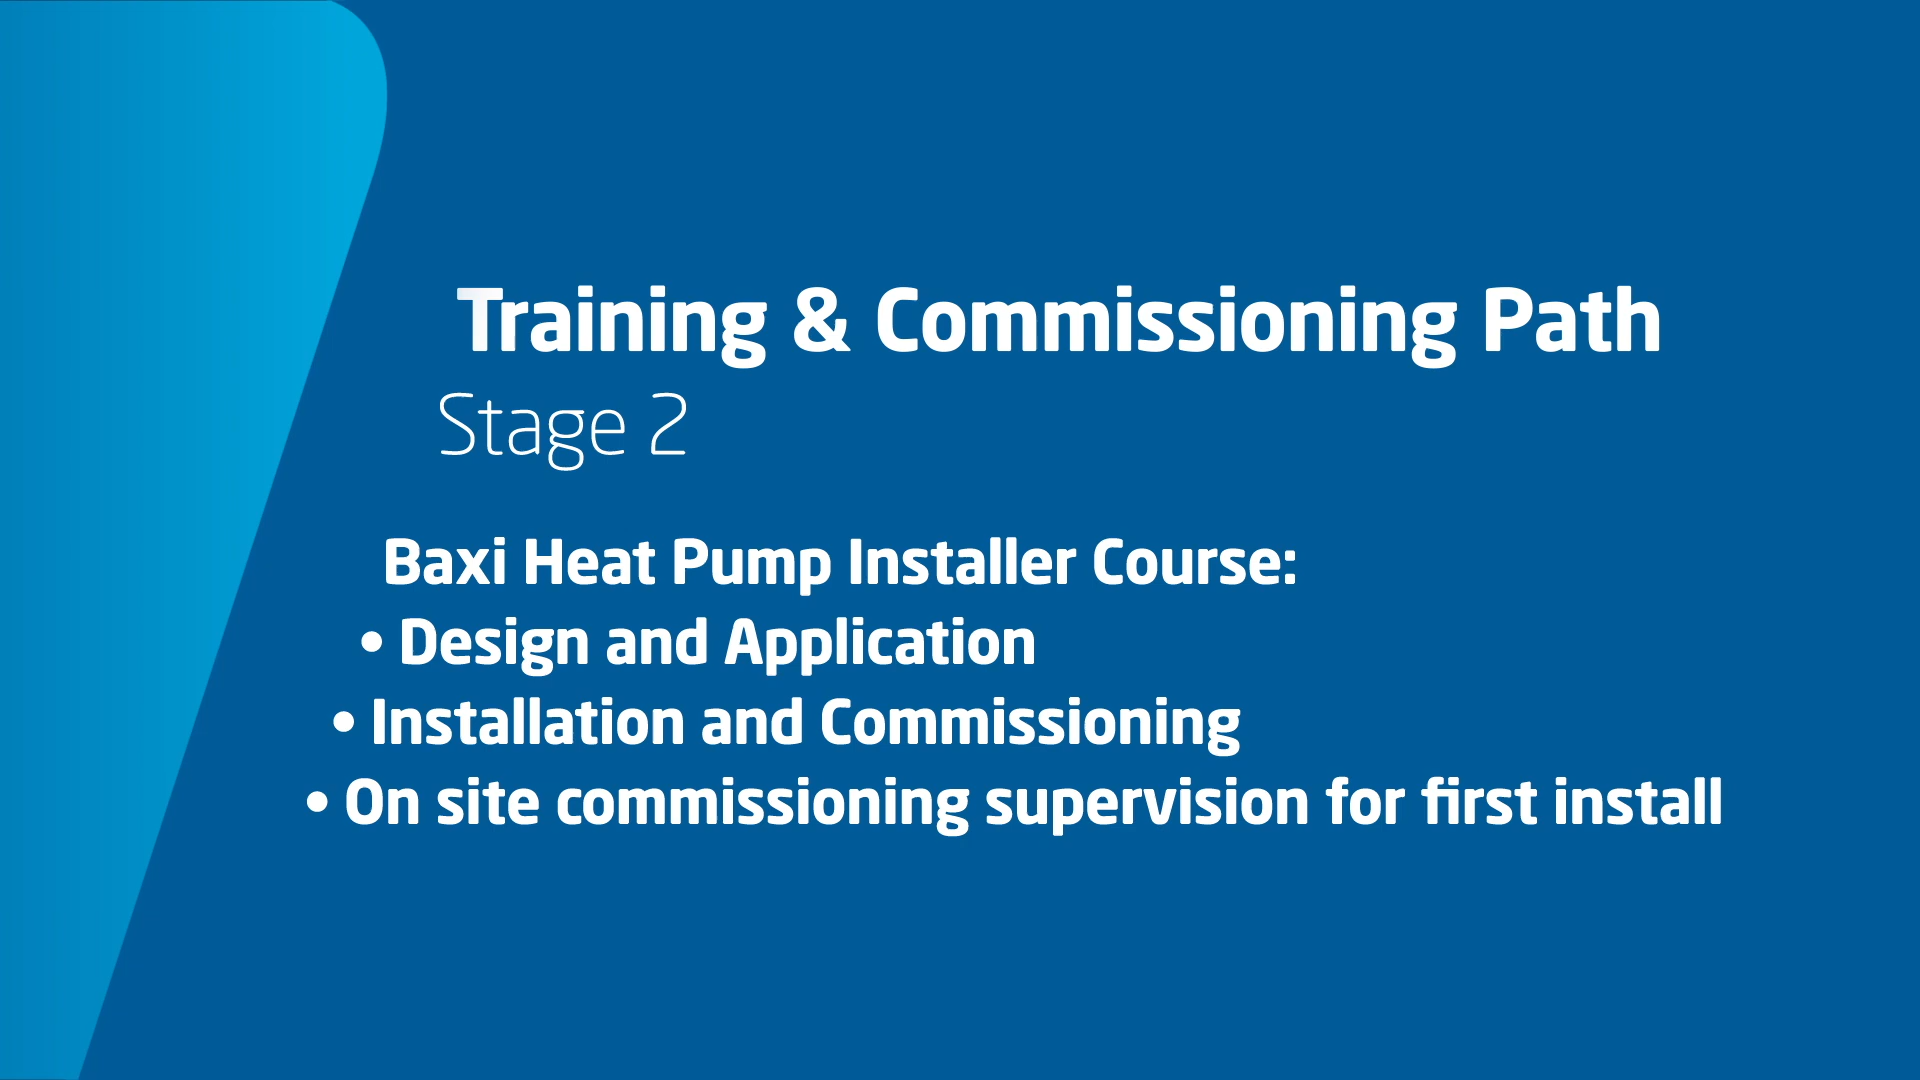 Training & Commissioning Path
Stage 2
Baxi Heat Pump Installer Course:
• Design and Application
• Installation and Commissioning
• On site commissioning supervision for first install